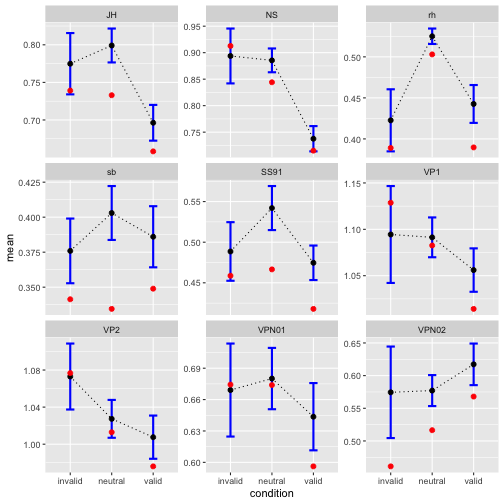 JH
NS
rh
0.80
0.75
0.70
0.95
0.90
0.85
0.80
0.75
0.50
0.45
0.40
sb
SS91
VP1
0.425
0.400
0.375
0.350
0.55
0.50
0.45
1.15
1.10
1.05
VP2
VPN01
VPN02
1.08
1.04
1.00
0.69
0.66
0.63
0.60
0.65
0.60
0.55
0.50
mean
invalid neutral valid
invalid neutral valid
invalid neutral valid
condition